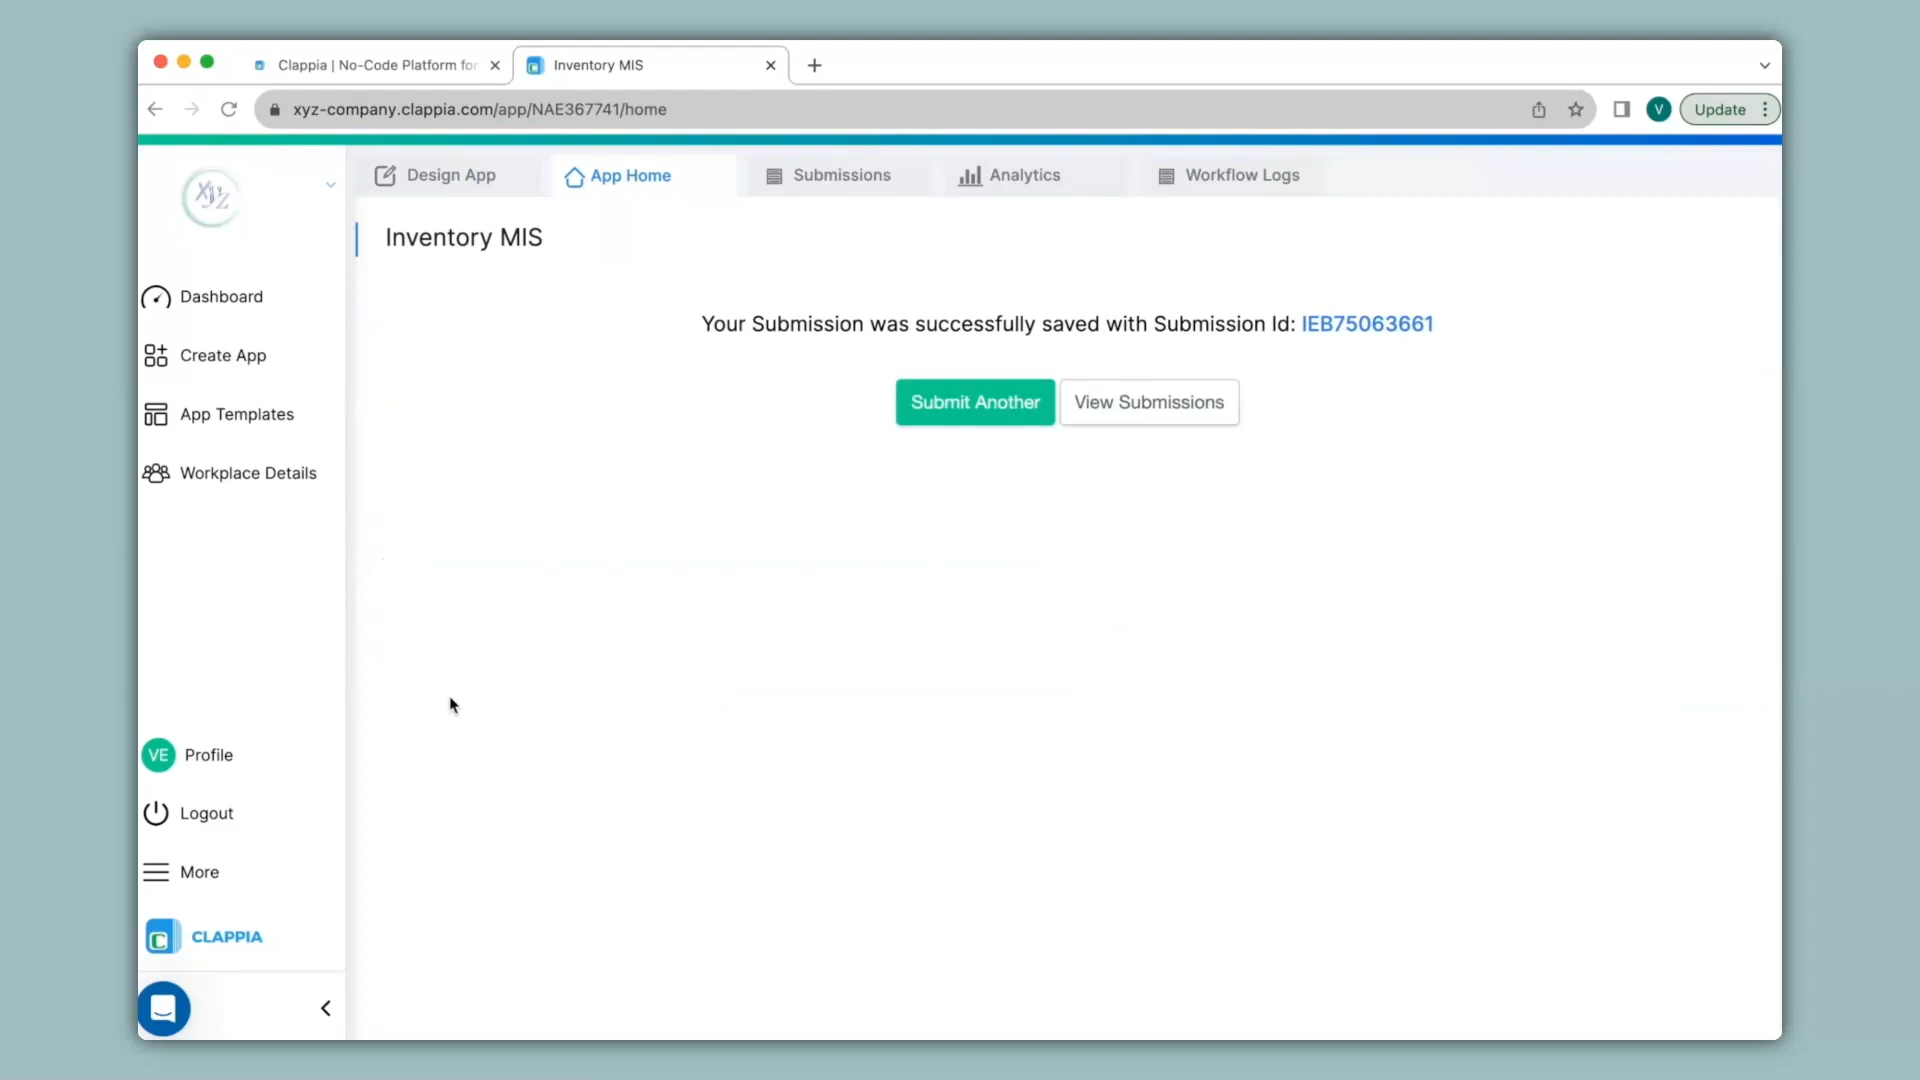 Clappia | No-Code Platform for
Inventory MIS
xyz-company.clappia.com/app/NAE367741/home
V
Update
xyz
Design App
App Home
Submissions
Analytics
Workflow Logs
Inventory MIS
Dashboard
Create App
App Templates
Workplace Details
Your Submission was successfully saved with Submission Id: IEB75063661
Submit Another
View Submissions
VE
Profile
Logout
More
C
CLAPPIA